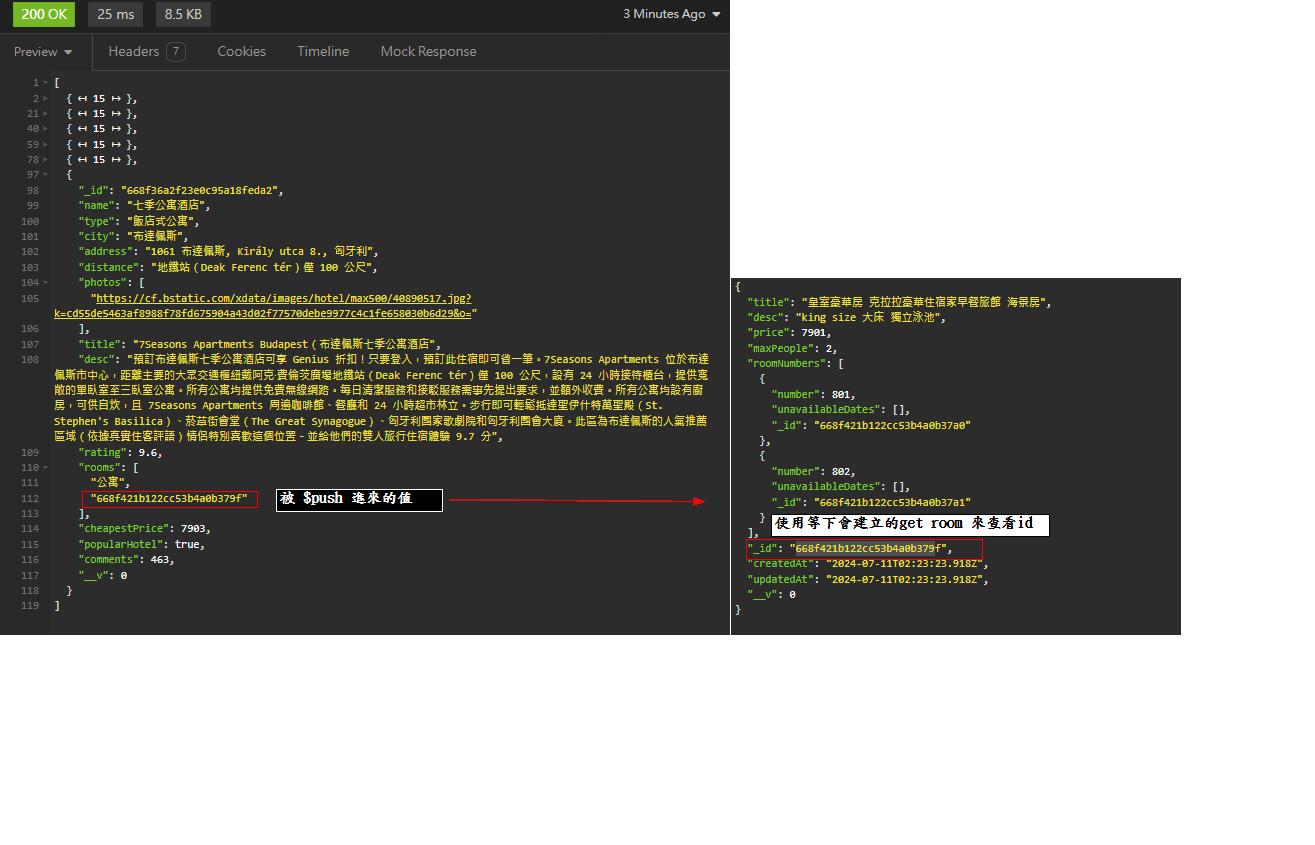 200 OK 25 ms 8.5 KB 3 Minutes Ago
Preview Headers 7 Cookies Timeline Mock Response
1 [
2 { ↤ 15 ↦ },
21 { ↤ 15 ↦ },
40 { ↤ 15 ↦ },
59 { ↤ 15 ↦ },
78 { ↤ 15 ↦ },
97 {
98 "_id": "668f36a2f23e0c95a18feda2",
99 "name": "七季公寓酒店",
100 "type": "飯店式公寓",
101 "city": "布達佩斯",
102 "address": "1061 布達佩斯, Király utca 8., 匈牙利",
103 "distance": "地鐵站（Deak Ferenc tér）僅 100 公尺",
104 "photos": [
105 "https://cf.bstatic.com/xdata/images/hotel/max500/40890517.jpg?
k=cd55de5463af8988f78fd675904a43d02f77570debe9977c4c1fe658030b6d29&o="
106 ],
107 "title": "7Seasons Apartments Budapest（布達佩斯七季公寓酒店",
108 "desc": "預訂布達佩斯七季公寓酒店可享 Genius 折扣！只要登入，預訂此住宿即可省一筆。7Seasons Apartments 位於布達
佩斯市中心，距離主要的大眾交通樞紐戴阿克·費倫茨廣場地鐵站（Deak Ferenc tér）僅 100 公尺，設有 24 小時接待櫃台，提供寬
敞的單臥室至三臥室公寓。所有公寓均提供免費無線網路。每日清潔服務和接駁服務需事先提出要求，並額外收費。所有公寓均設有廚
房，可供自炊，且 7Seasons Apartments 周邊咖啡館、餐廳和 24 小時超市林立。步行即可輕鬆抵達聖伊什特萬聖殿（St.
Stephen's Basilica）、菸草街會堂（The Great Synagogue）、匈牙利國家歌劇院和匈牙利國會大廈。此區為布達佩斯的人氣推薦
區域（依據真實住客評語）情侶特別喜歡這個位置 - 並給他們的雙人旅行住宿體驗 9.7 分",
109 "rating": 9.6,
110 "rooms": [
111 "公寓",
112 "668f421b122cc53b4a0b379f" 被 $push 進來的值
113 ],
114 "cheapestPrice": 7903,
115 "popularHotel": true,
116 "comments": 463,
117 "__v": 0
118 }
119 ]
{
"title": "皇室豪華房 克拉拉豪華住宿家早餐旅館 海景房",
"desc": "king size 大床 獨立泳池",
"price": 7901,
"maxPeople": 2,
"roomNumbers": [
{
"number": 801,
"unavailableDates": [],
"_id": "668f421b122cc53b4a0b37a0"
},
{
"number": 802,
"unavailableDates": [],
"_id": "668f421b122cc53b4a0b37a1"
}
使用等下會建立的get room 來查看id
],
"_id": "668f421b122cc53b4a0b379f",
"createdAt": "2024-07-11T02:23:23.918Z",
"updatedAt": "2024-07-11T02:23:23.918Z",
"__v": 0
}